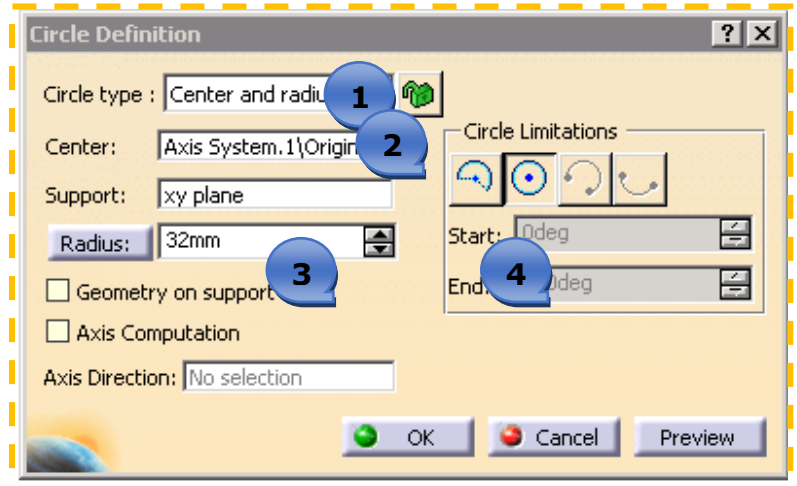 Circle Definition
? X
Circle type : Center and radiu
1
Center: Axis System.1\Origin
2
Circle Limitations
Support: xy plane
Radius: 32mm
Start: 0deg
3
4
Geometry on support
End: 0deg
Axis Computation
Axis Direction: No selection
OK Cancel Preview